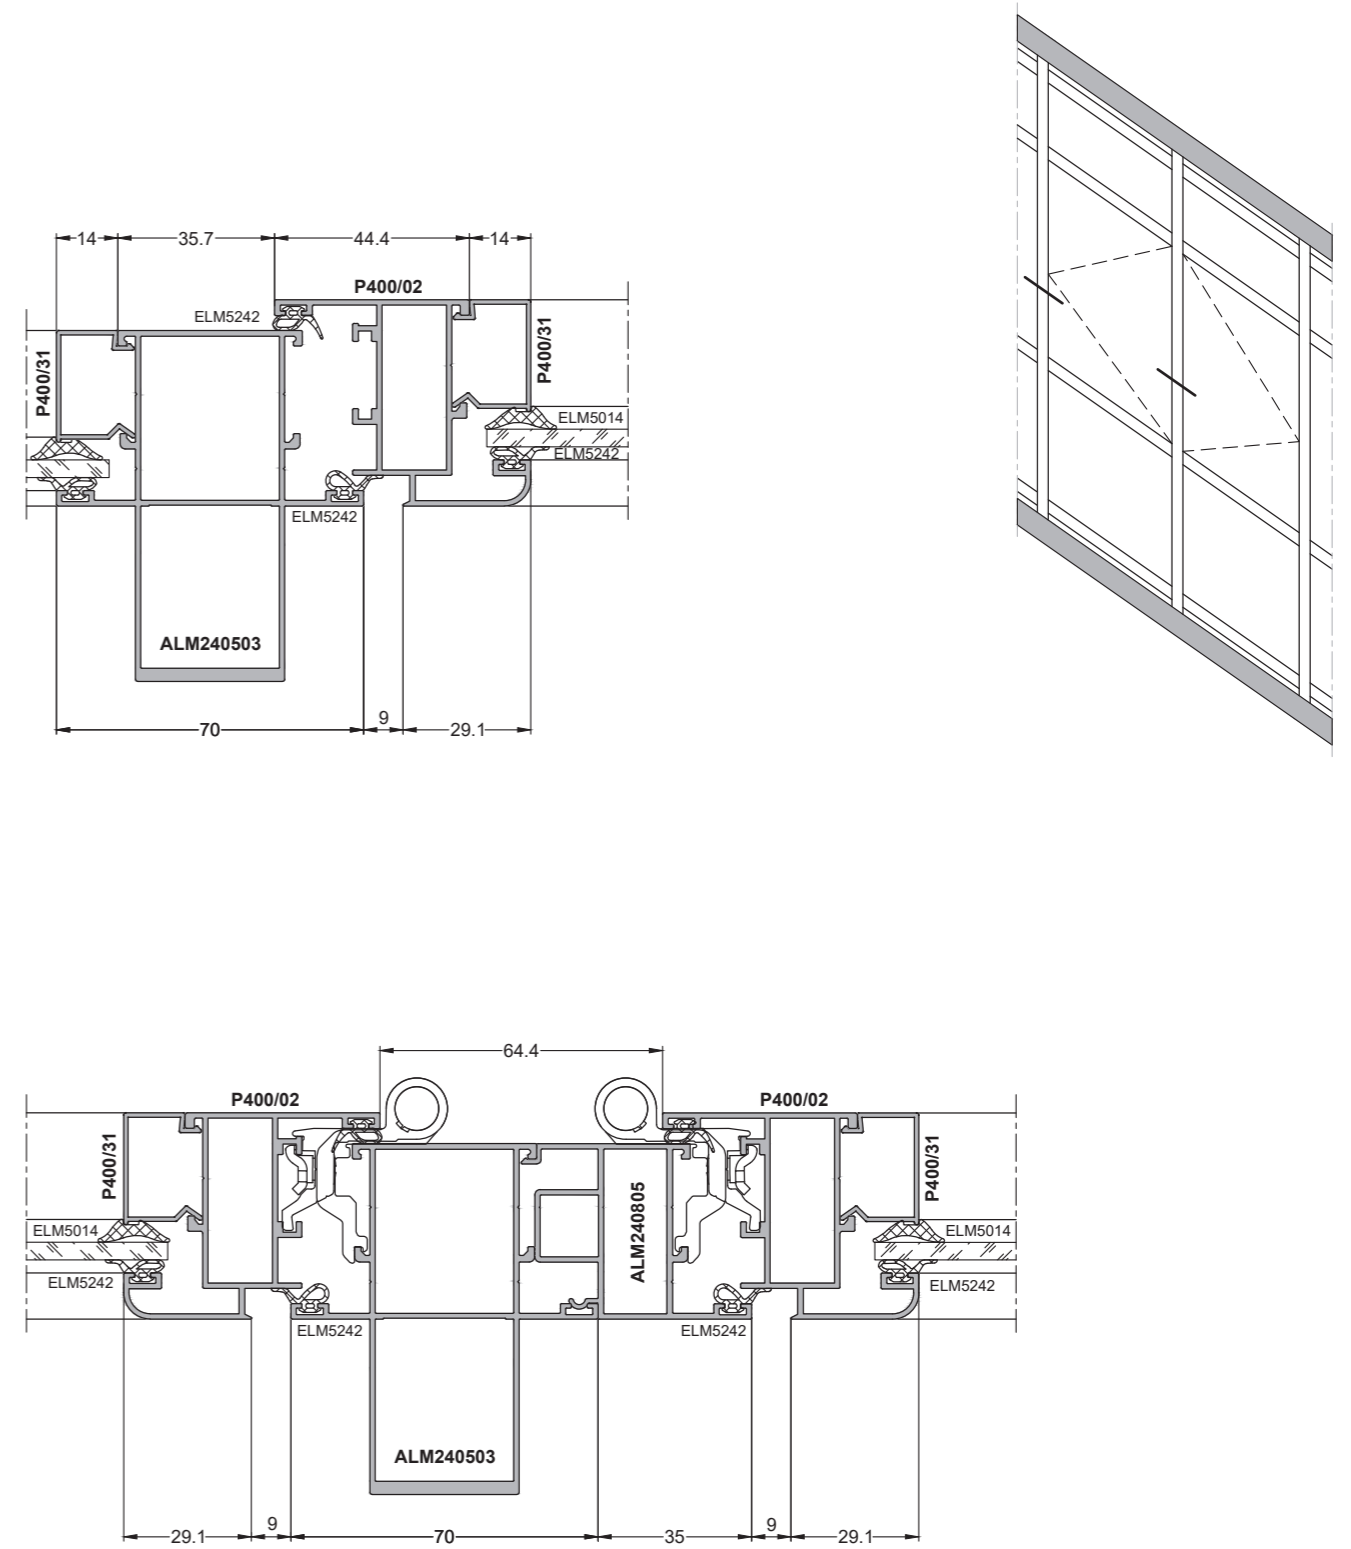 14 35.7 44.4 14
P400/02
ELM5242
P400/31
P400/31
ELM5014
ELM5242
ELM5242
ALM240503
70 9 29.1
64.4
P400/02 P400/02
P400/31
P400/31
ELM5014 ELM5014
ALM240805
ELM5242 ELM5242
ELM5242 ELM5242
ALM240503
29.1 9 70 35 9 29.1